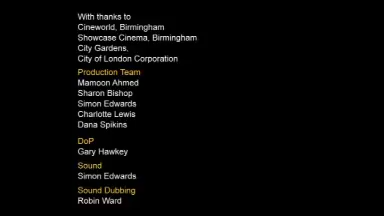 With thanks to
Cineworld, Birmingham
Showcase Cinema, Birmingham
City Gardens,
City of London Corporation
Production Team
Mamoon Ahmed
Sharon Bishop
Simon Edwards
Charlotte Lewis
Dana Spikins
DoP
Gary Hawkey
Sound
Simon Edwards
Sound Dubbing
Robin Ward